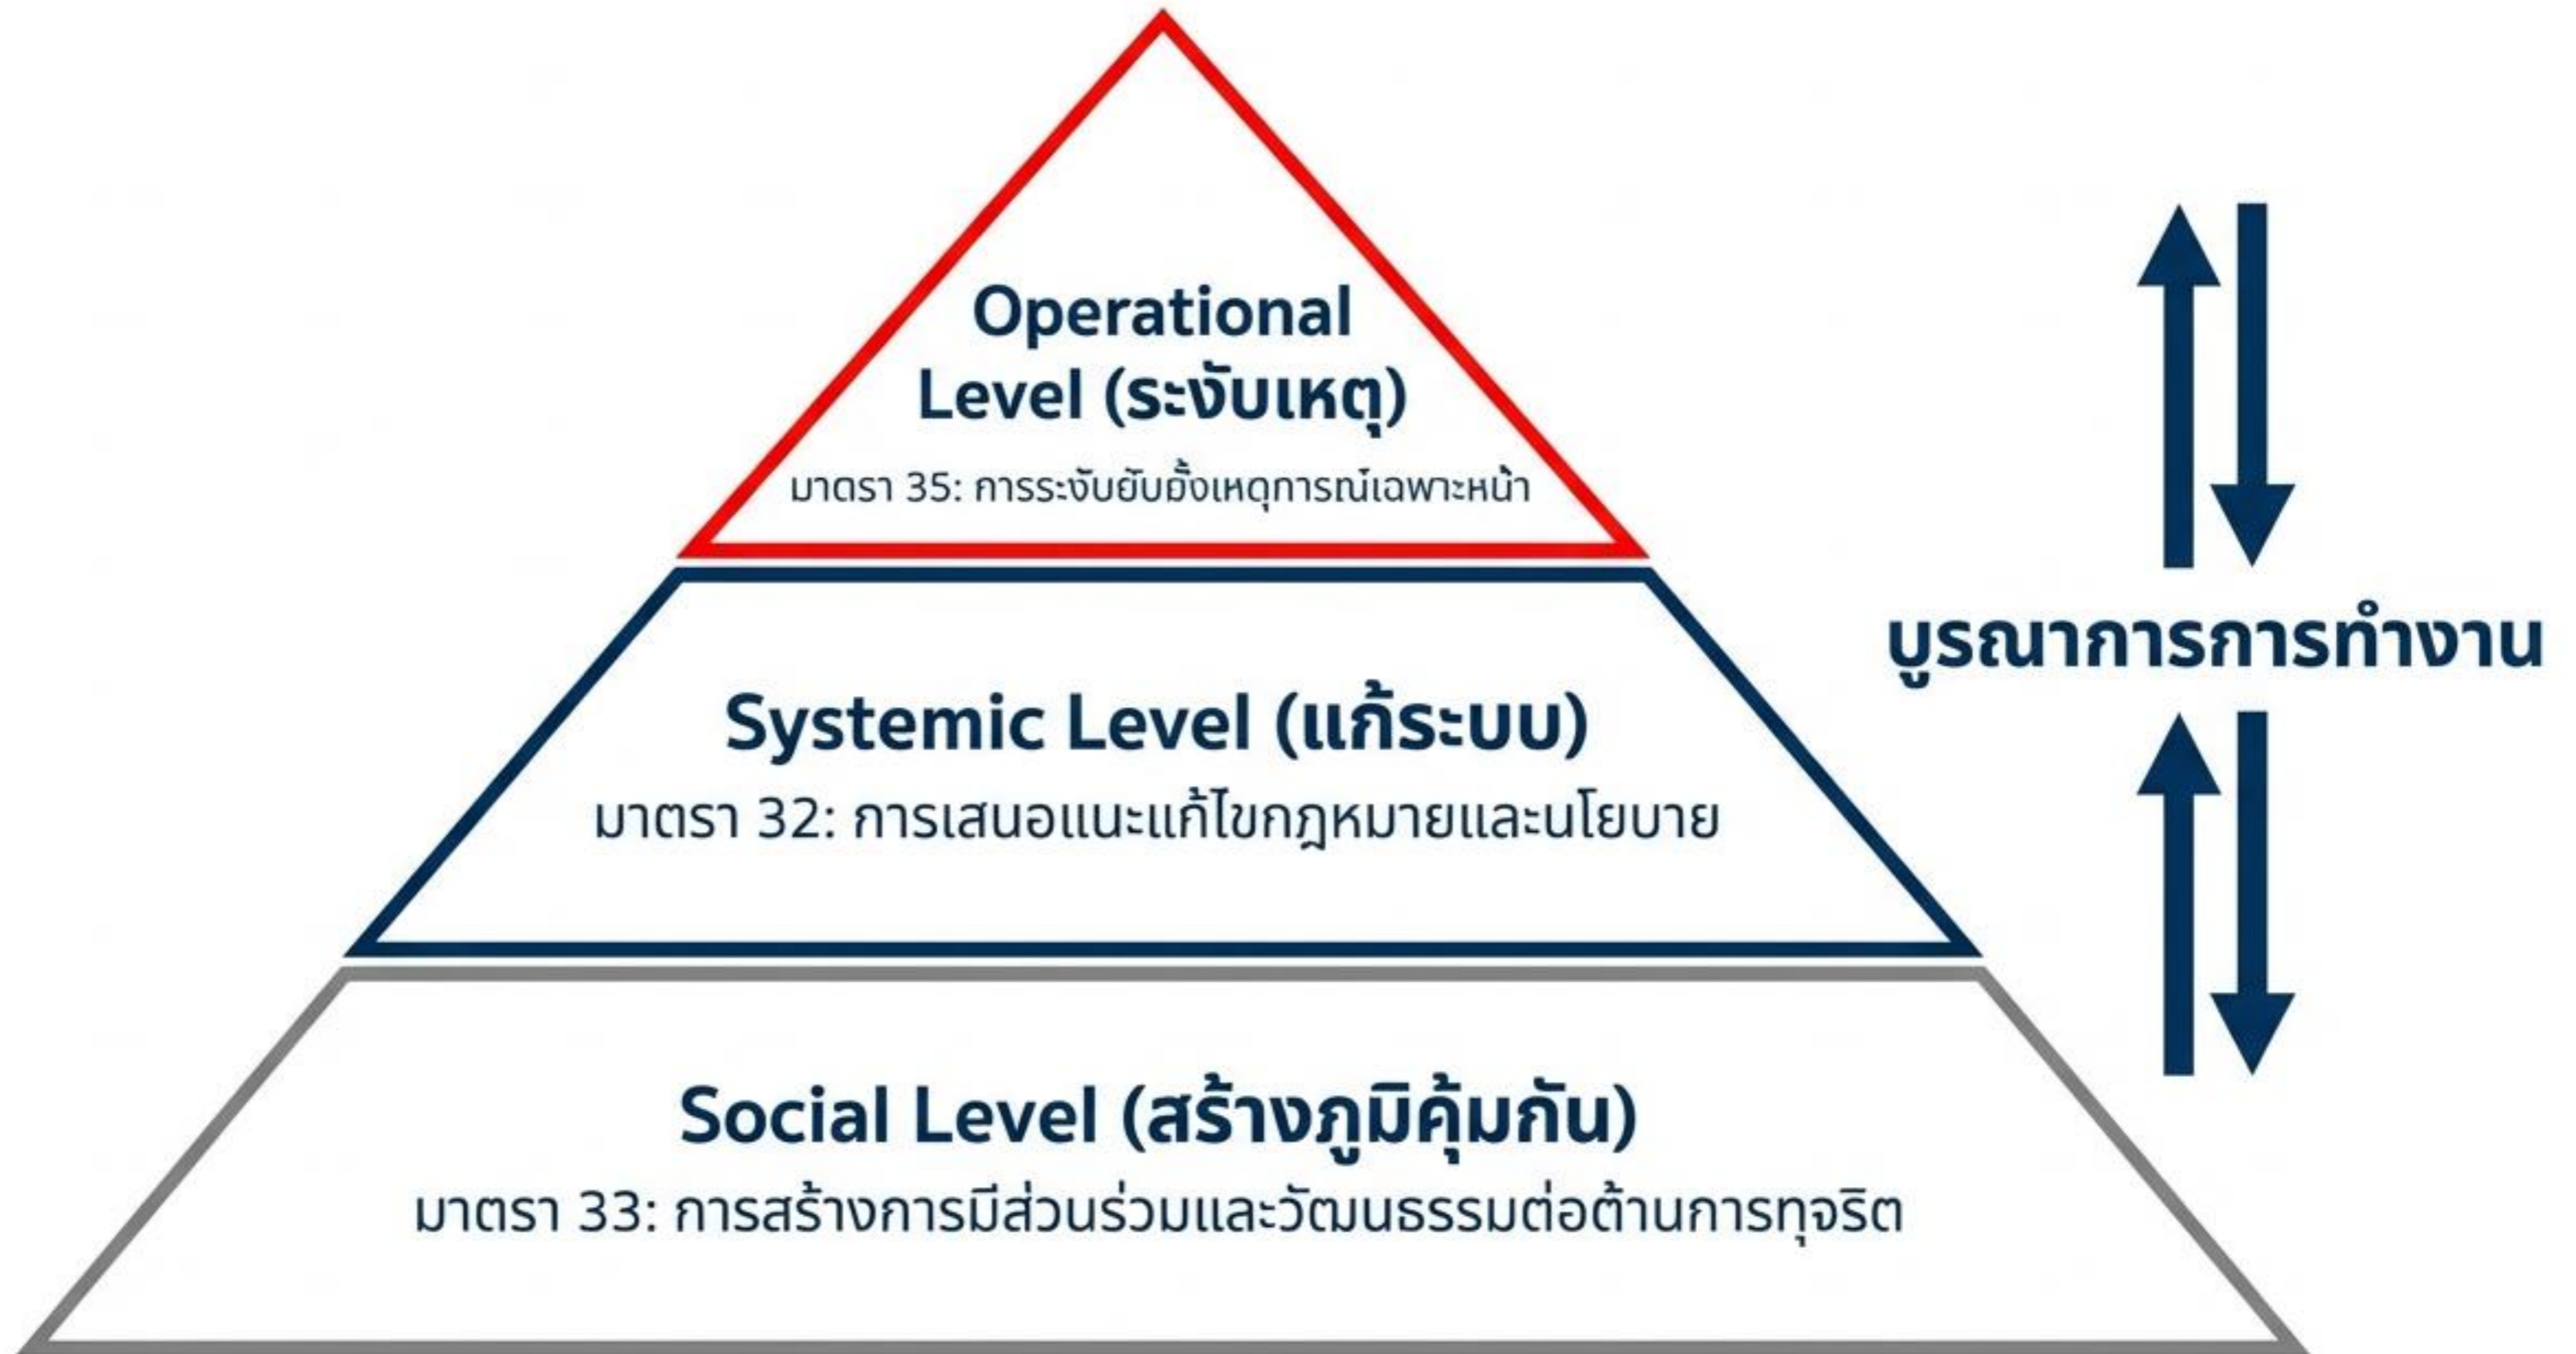 Operational
Level (ระงับเหตุ)
มาตรา 35: การระงับยับยั้งเหตุการณ์เฉพาะหน้า
บูรณาการการทำงาน
Systemic Level (แก้ระบบ)
มาตรา 32: การเสนอแนะแก้ไขกฎหมายและนโยบาย
Social Level (สร้างภูมิคุ้มกัน)
มาตรา 33: การสร้างการมีส่วนร่วมและวัฒนธรรมต่อต้านการทุจริต